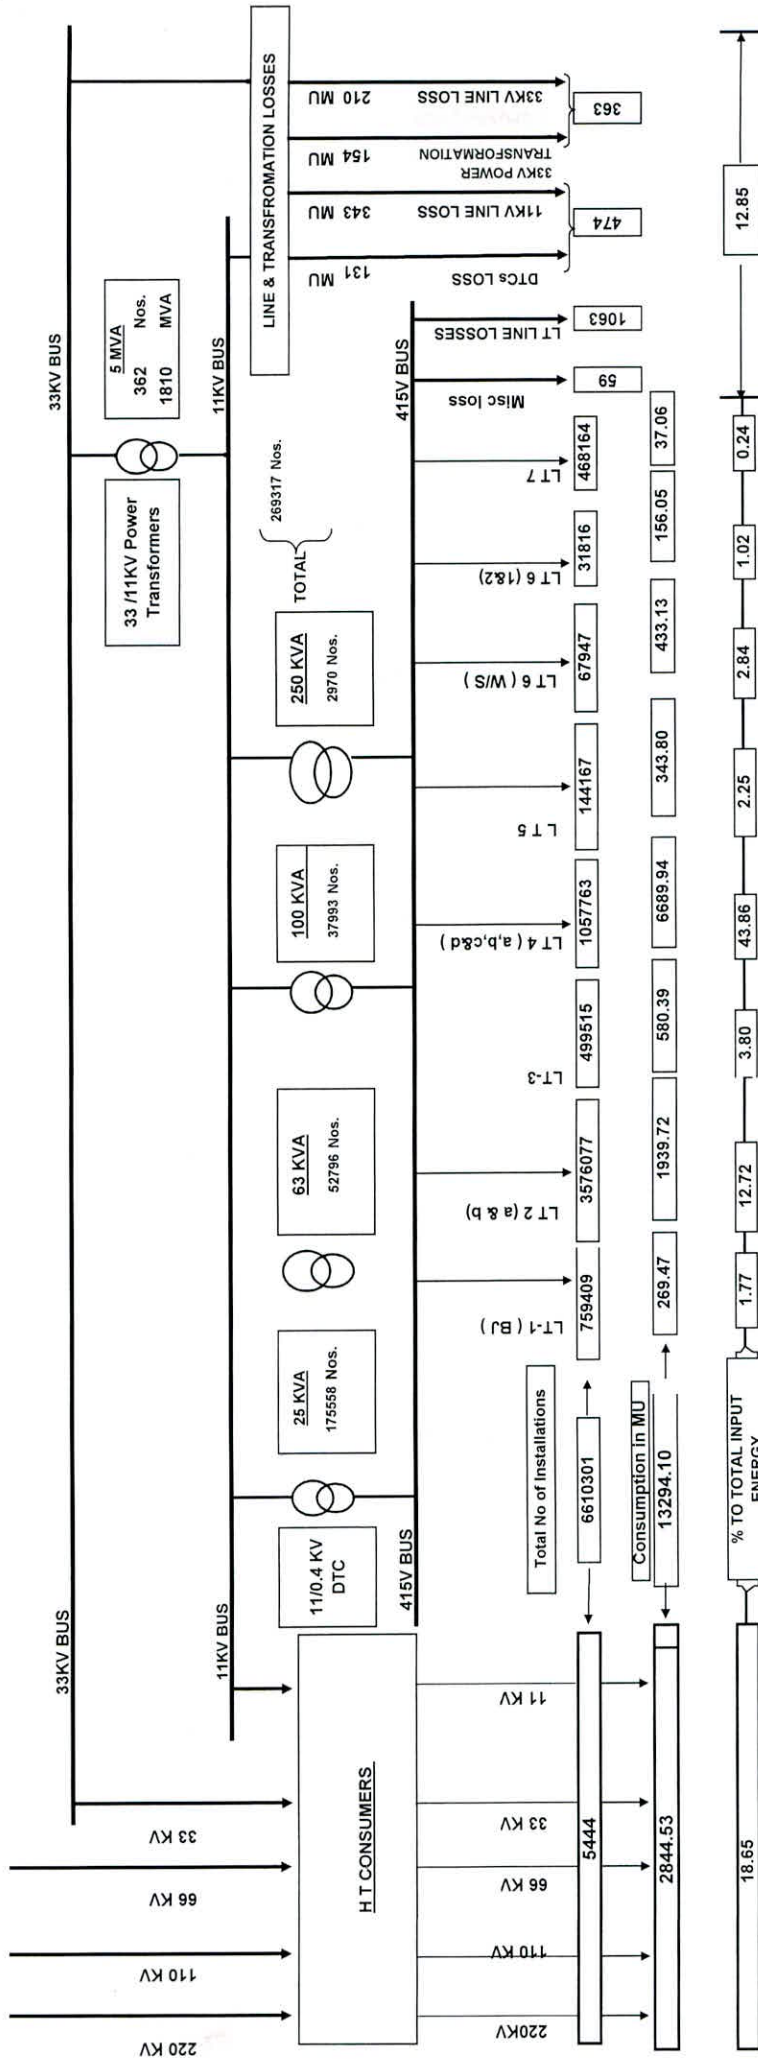 33KV BUS
33KV BUS
220 KV
110 KV
66 KV
33 KV
33 /11KV Power
Transformers
5 MVA
362 Nos.
1810 MVA
11KV BUS
11KV BUS
H T CONSUMERS
11/0.4 KV
DTC
25 KVA
175558 Nos.
63 KVA
52796 Nos.
100 KVA
37993 Nos.
250 KVA
2970 Nos.
TOTAL
269317 Nos.
LINE & TRANSFROMATION LOSSES
415V BUS
415V BUS
131 MU
343 MU
154 MU
210 MU
DTCs LOSS
11KV LINE LOSS
33KV POWER
TRANSFORMATION
33KV LINE LOSS
220KV
110 KV
66 KV
33 KV
11 KV
LT-1 ( BJ )
LT 2 (a & b)
LT-3
LT 4 ( a,b,c&d )
LT 5
LT 6 ( W/S )
LT 6 (1&2)
LT 7
Misc loss
LT LINE LOSSES
Total No of Installations
5444
6610301
759409
3576077
499515
1057763
144167
67947
31816
468164
59
1063
474
363
Consumption in MU
2844.53
13294.10
269.47
1939.72
580.39
6689.94
343.80
433.13
156.05
37.06
18.65
% TO TOTAL INPUT
ENERGY
1.77
12.72
3.80
43.86
2.25
2.84
1.02
0.24
12.85